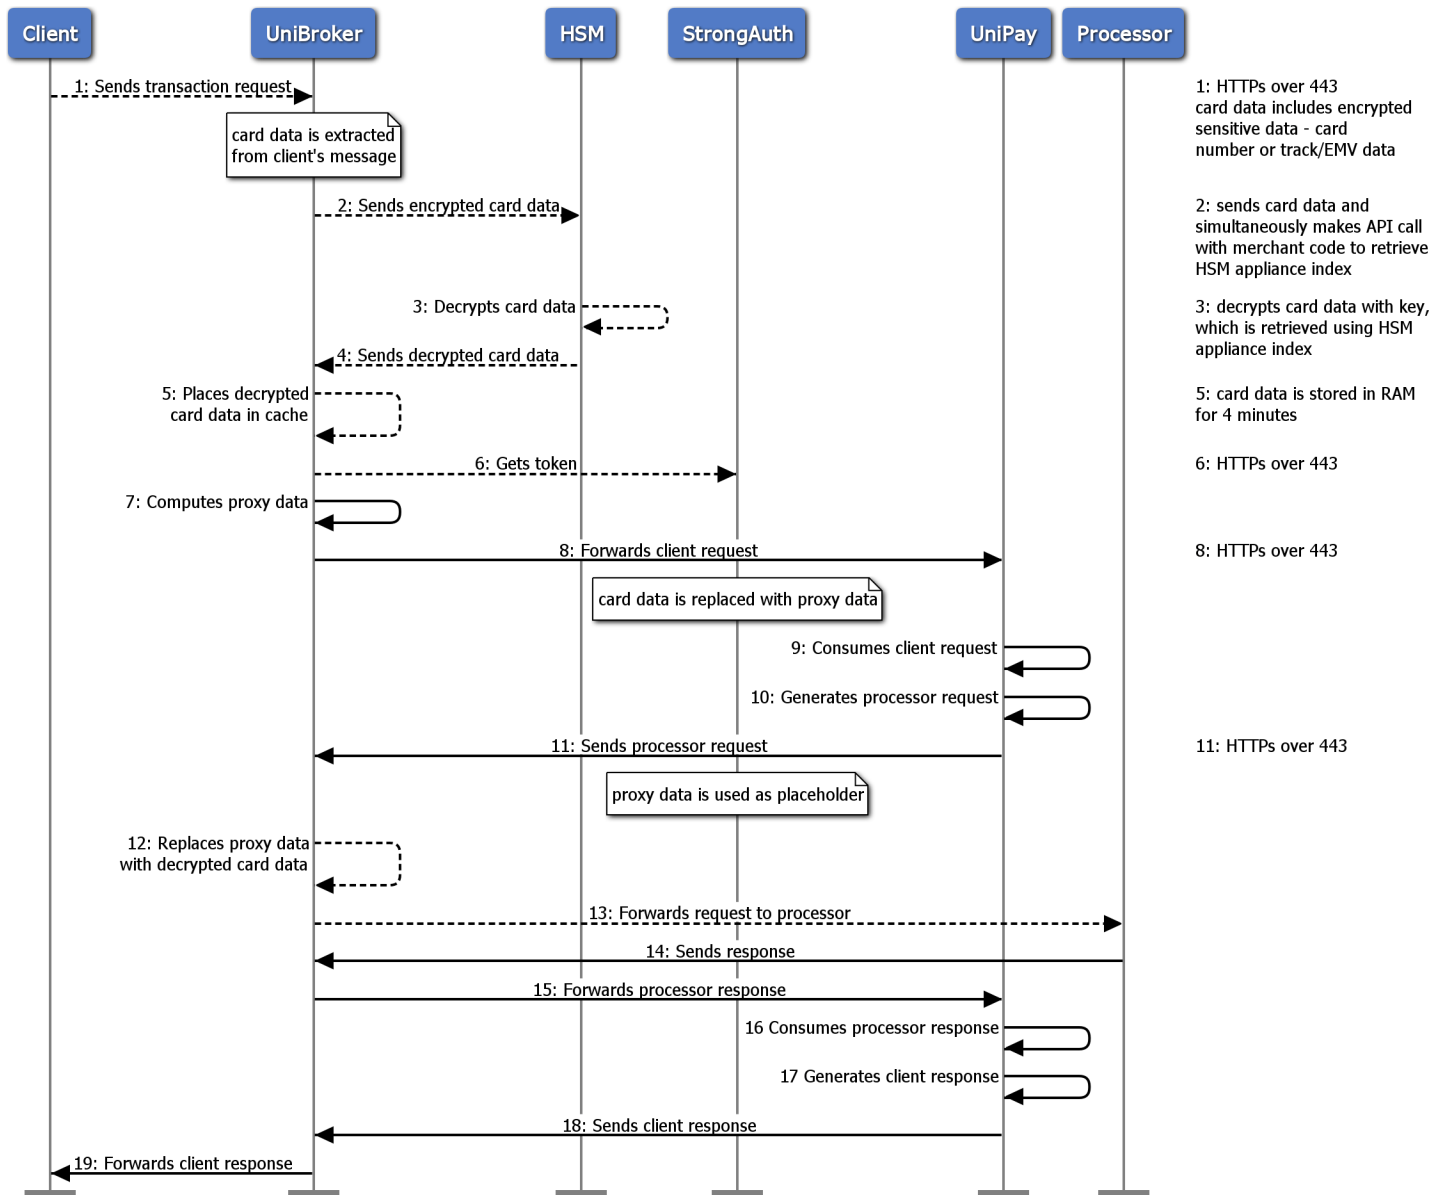 Client UniBroker HSM StrongAuth UniPay Processor
1: Sends transaction request
1: HTTPs over 443
card data includes encrypted
sensitive data - card
number or track/EMV data
card data is extracted
from client's message
2: Sends encrypted card data
2: sends card data and
simultaneously makes API call
with merchant code to retrieve
HSM appliance index
3: Decrypts card data
3: decrypts card data with key,
which is retrieved using HSM
appliance index
4: Sends decrypted card data
5: Places decrypted
card data in cache
5: card data is stored in RAM
for 4 minutes
6: Gets token
6: HTTPs over 443
7: Computes proxy data
8: Forwards client request
8: HTTPs over 443
card data is replaced with proxy data
9: Consumes client request
10: Generates processor request
11: Sends processor request
11: HTTPs over 443
proxy data is used as placeholder
12: Replaces proxy data
with decrypted card data
13: Forwards request to processor
14: Sends response
15: Forwards processor response
16 Consumes processor response
17 Generates client response
18: Sends client response
19: Forwards client response